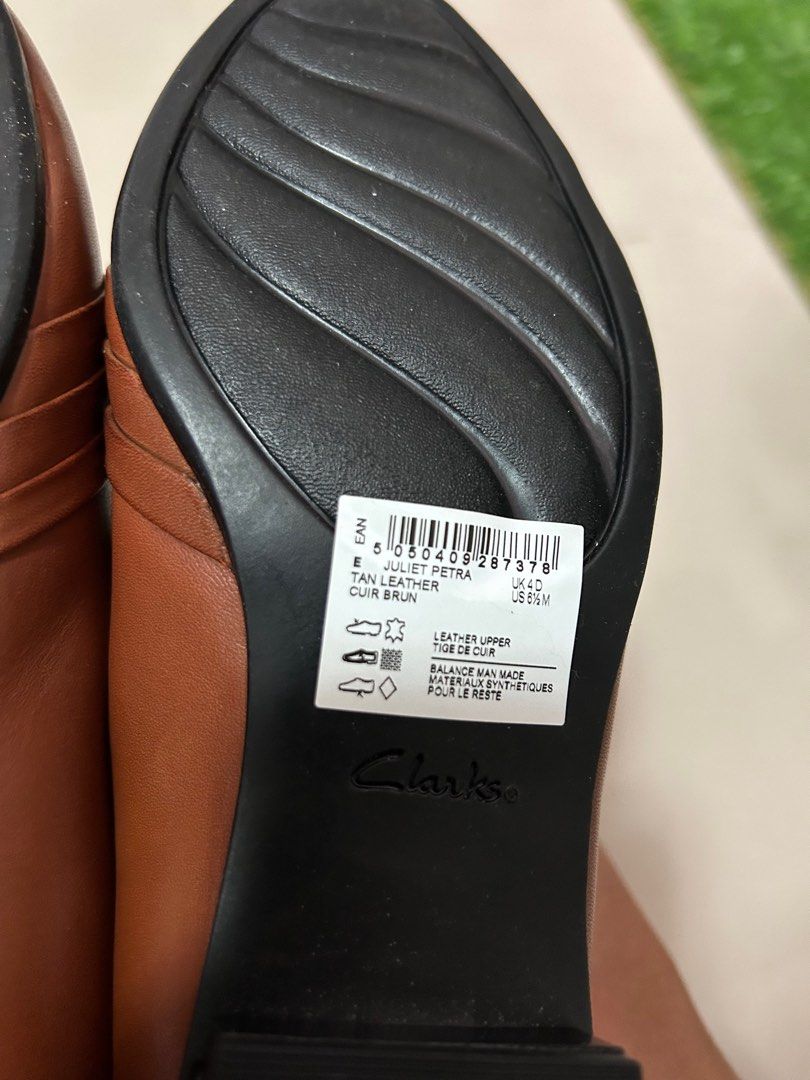 EAN
5 050409 287378
E JULIET PETRA UK 4 D
TAN LEATHER US 6½ M
CUIR BRUN
LEATHER UPPER
TIGE DE CUIR
BALANCE MAN MADE
MATERIAUX SYNTHETIQUES
POUR LE RESTE
Clarks